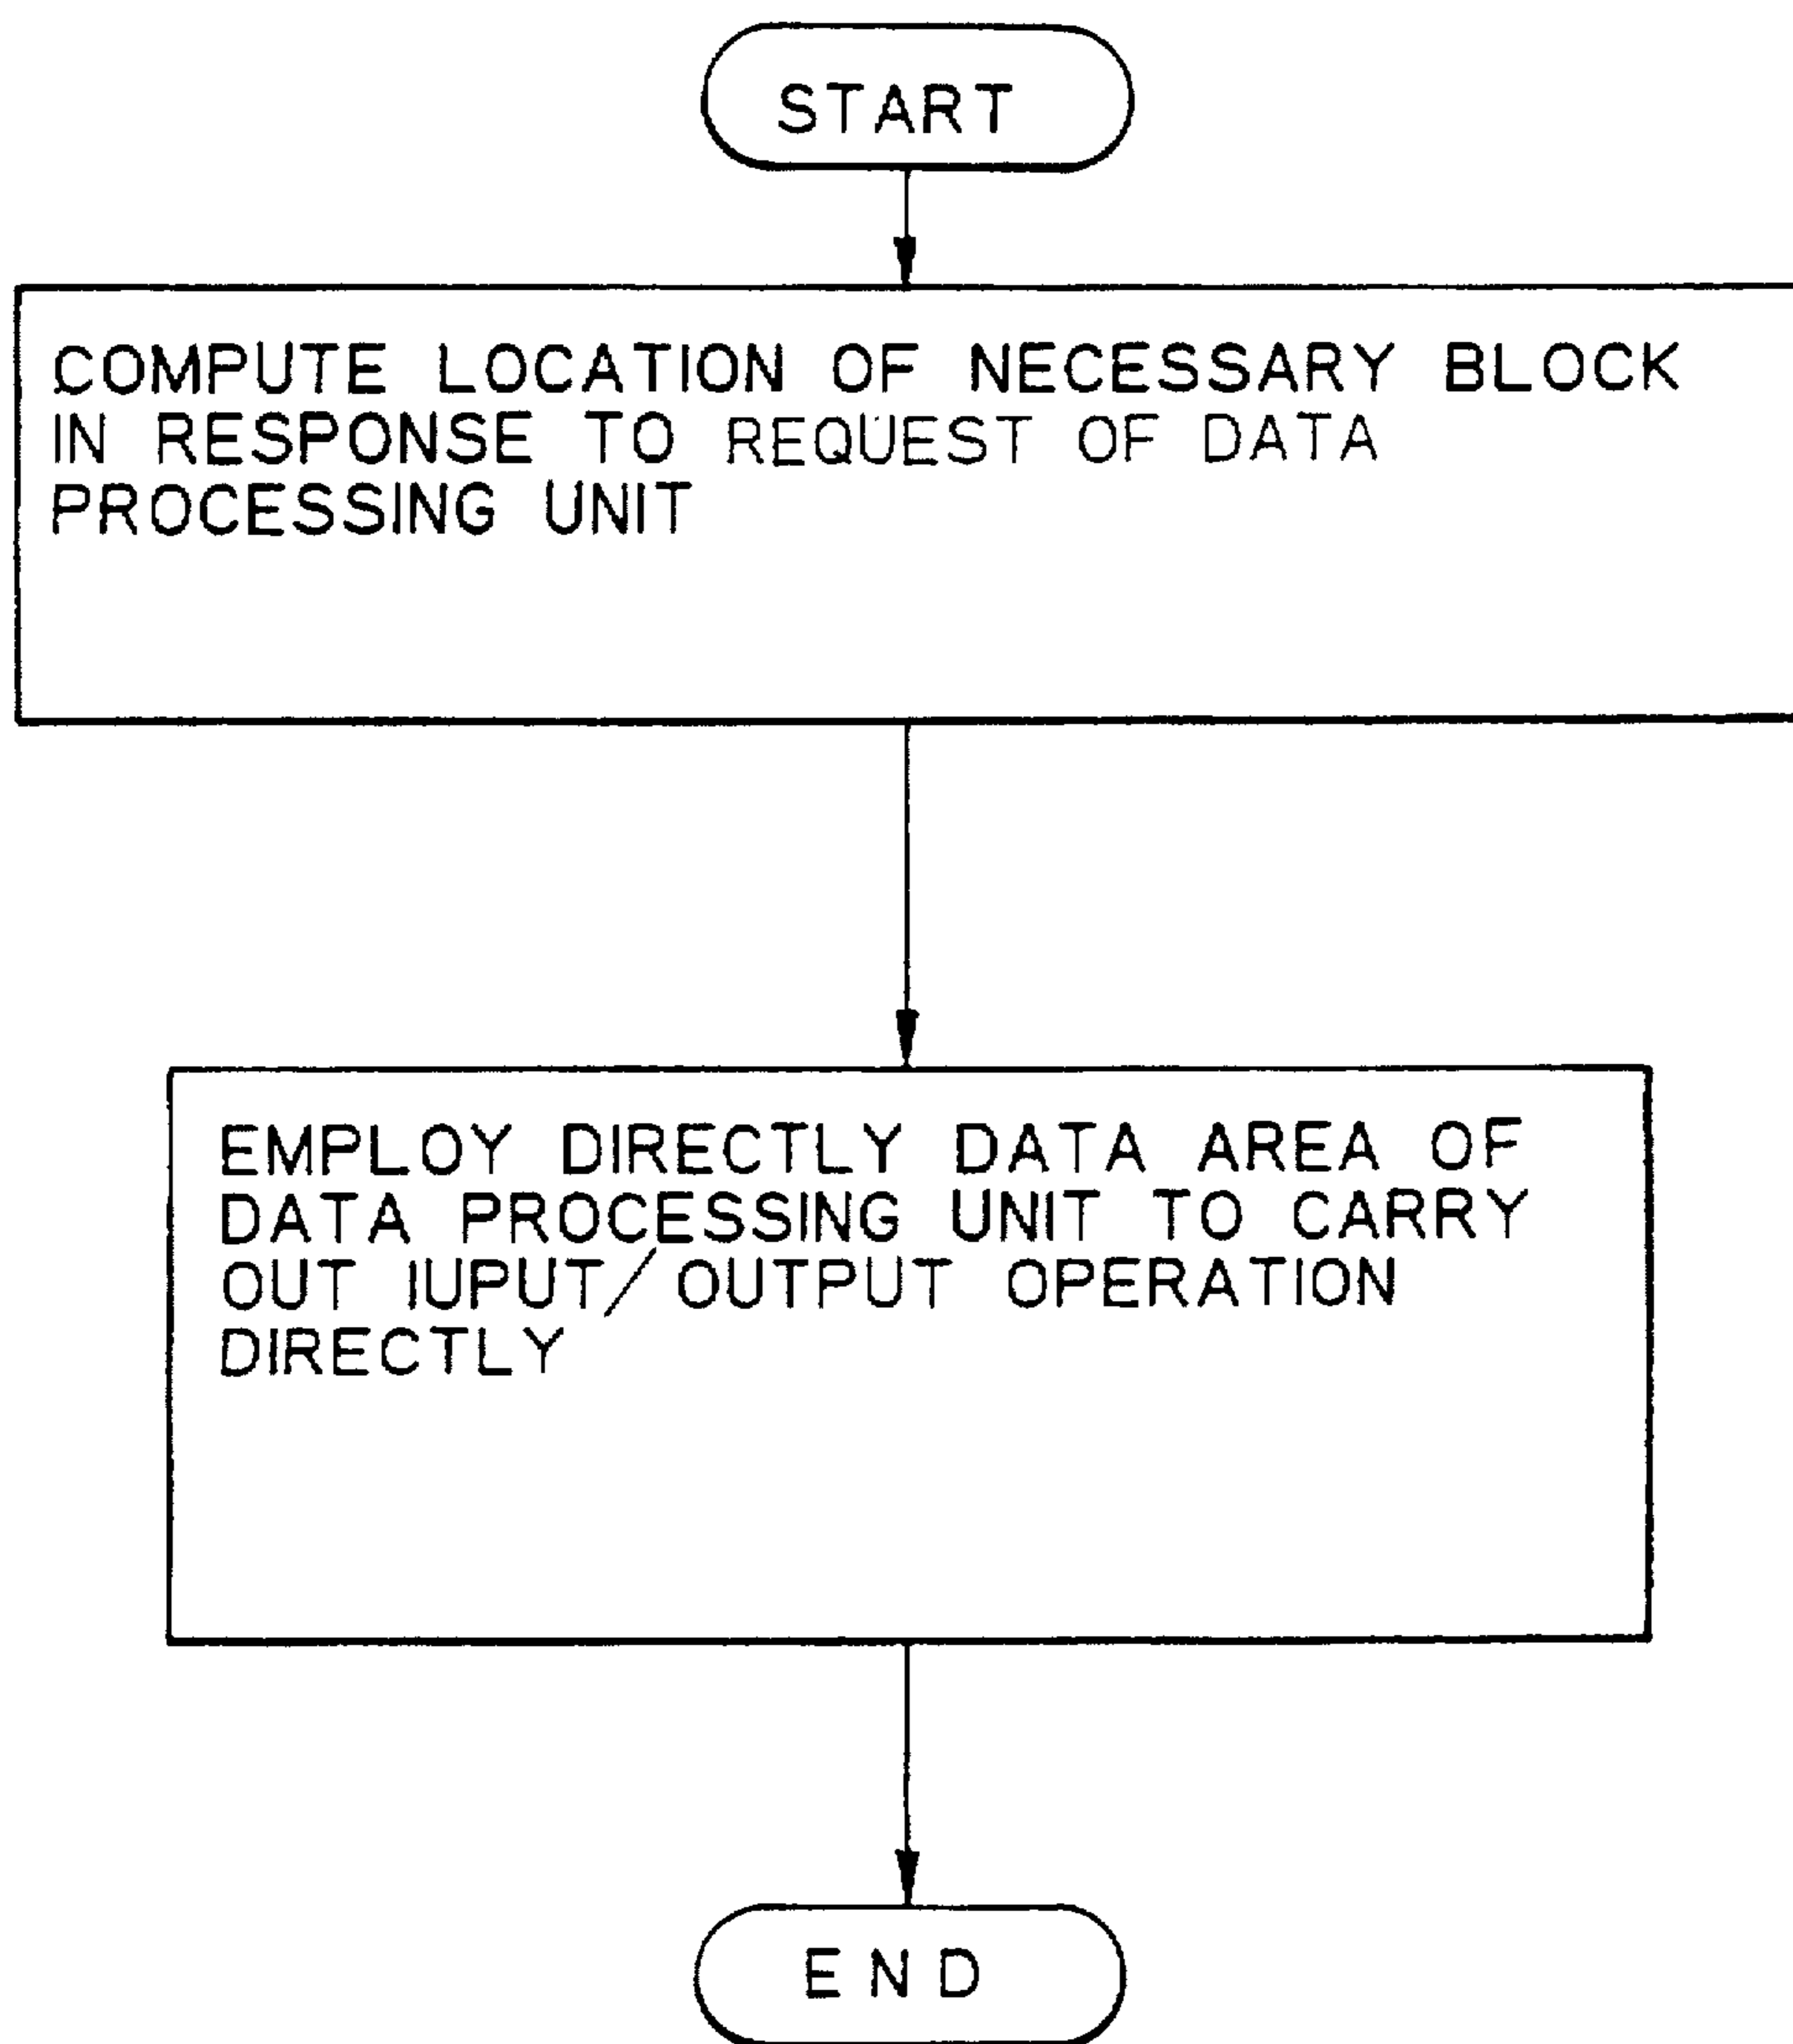 START
COMPUTE LOCATION OF NECESSARY BLOCK
IN RESPONSE TO REQUEST OF DATA
PROCESSING UNIT
EMPLOY DIRECTLY DATA AREA OF
DATA PROCESSING UNIT TO CARRY
OUT IUPUT/OUTPUT OPERATION
DIRECTLY
END